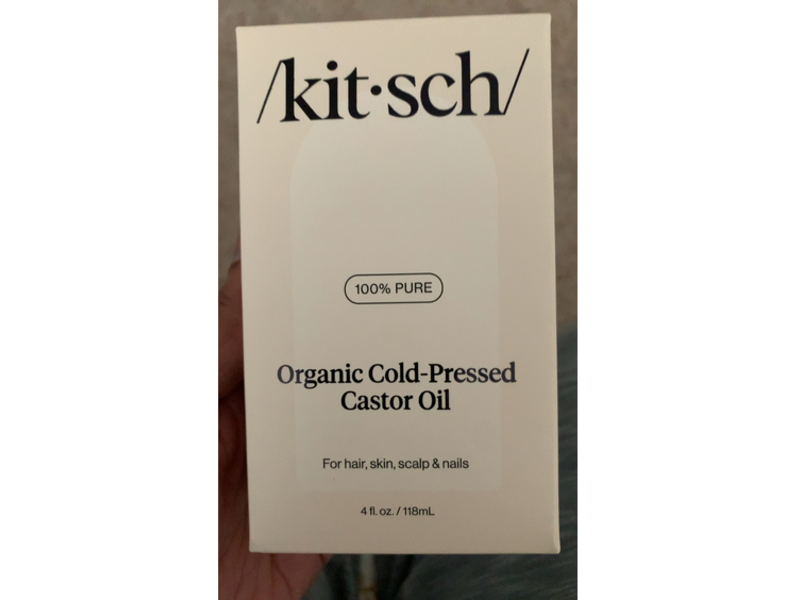 /kit·sch/
100% PURE
Organic Cold-Pressed
Castor Oil
For hair, skin, scalp & nails
4 fl. oz. / 118mL